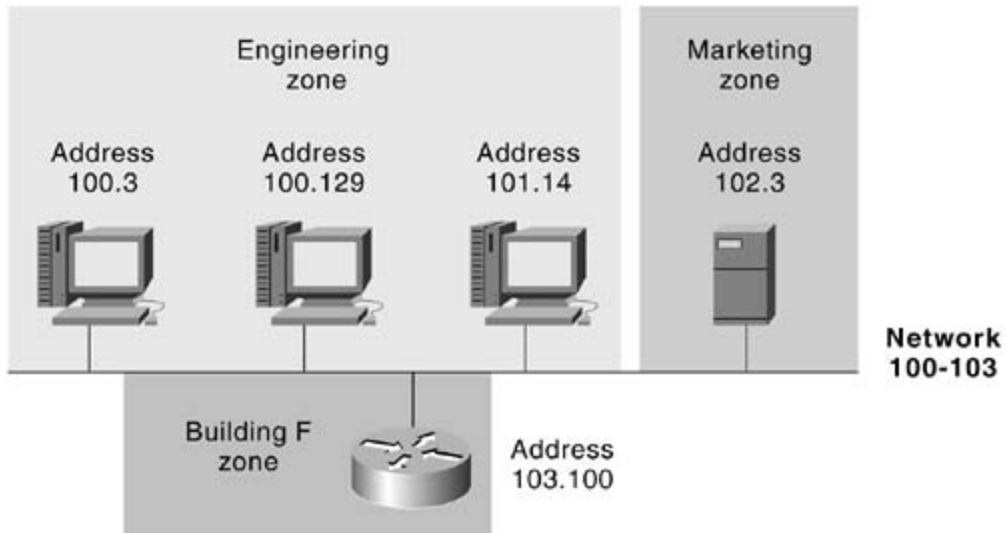 Engineering
zone
Marketing
zone
Address
100.3
Address
100.129
Address
101.14
Address
102.3
Network
100-103
Building F
zone
Address
103.100